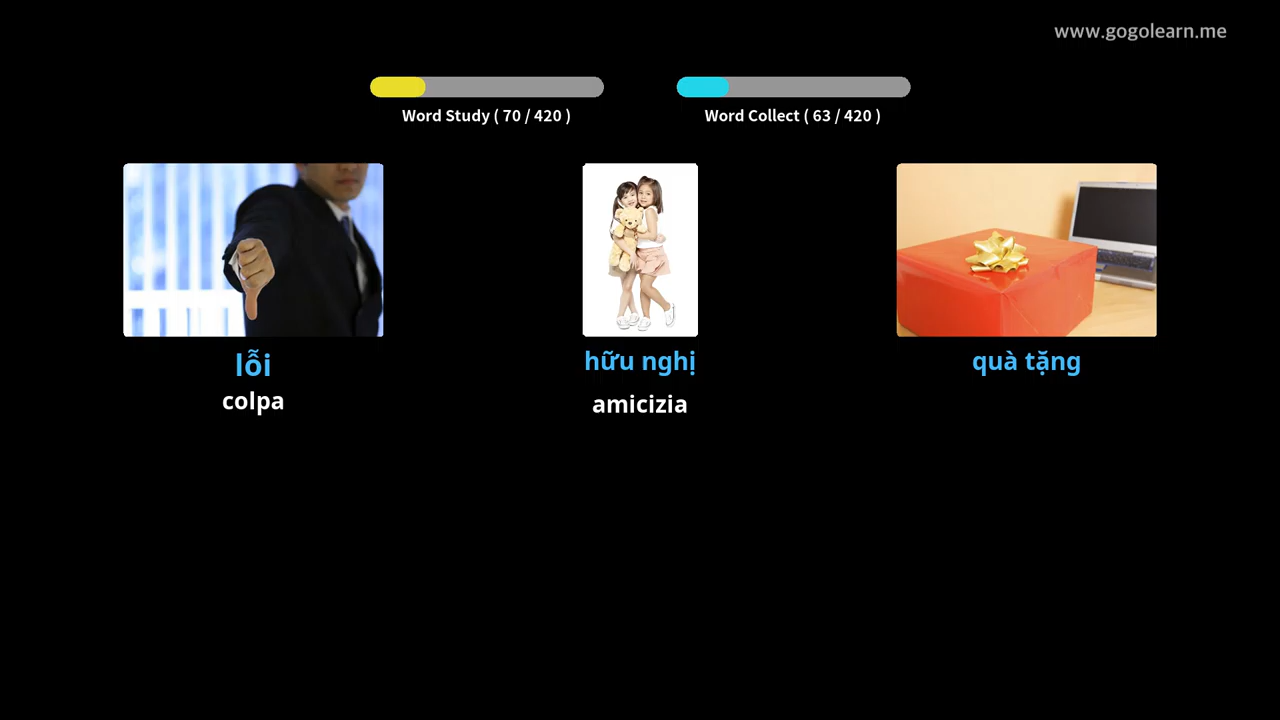 www.gogolearn.me
Word Study ( 70 / 420 )
Word Collect ( 63 / 420 )
lỗi
colpa
hữu nghị
amicizia
quà tặng